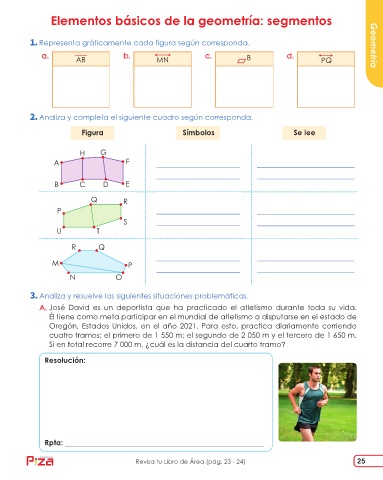 Elementos básicos de la geometría: segmentos
Geometría
1. Representa gráficamente cada figura según corresponda.
a. AB b. MN c. B d. PQ
2. Analiza y completa el siguiente cuadro según corresponda.
Figura Símbolos Se lee
H G
A F
B C D E
Q R
P
S
U T
R Q
M P
N O
3. Analiza y resuelve las siguientes situaciones problemáticas.
A. José David es un deportista que ha practicado el atletismo durante toda su vida.
Él tiene como meta participar en el mundial de atletismo a disputarse en el estado de
Oregón, Estados Unidos, en el año 2021. Para esto, practica diariamente corriendo
cuatro tramos; el primero de 1 550 m; el segundo de 2 050 m y el tercero de 1 650 m.
Si en total recorre 7 000 m, ¿cuál es la distancia del cuarto tramo?
Resolución:
Rpta:
Pizza
Revisa tu Libro de Área (pág. 23 - 24)
25